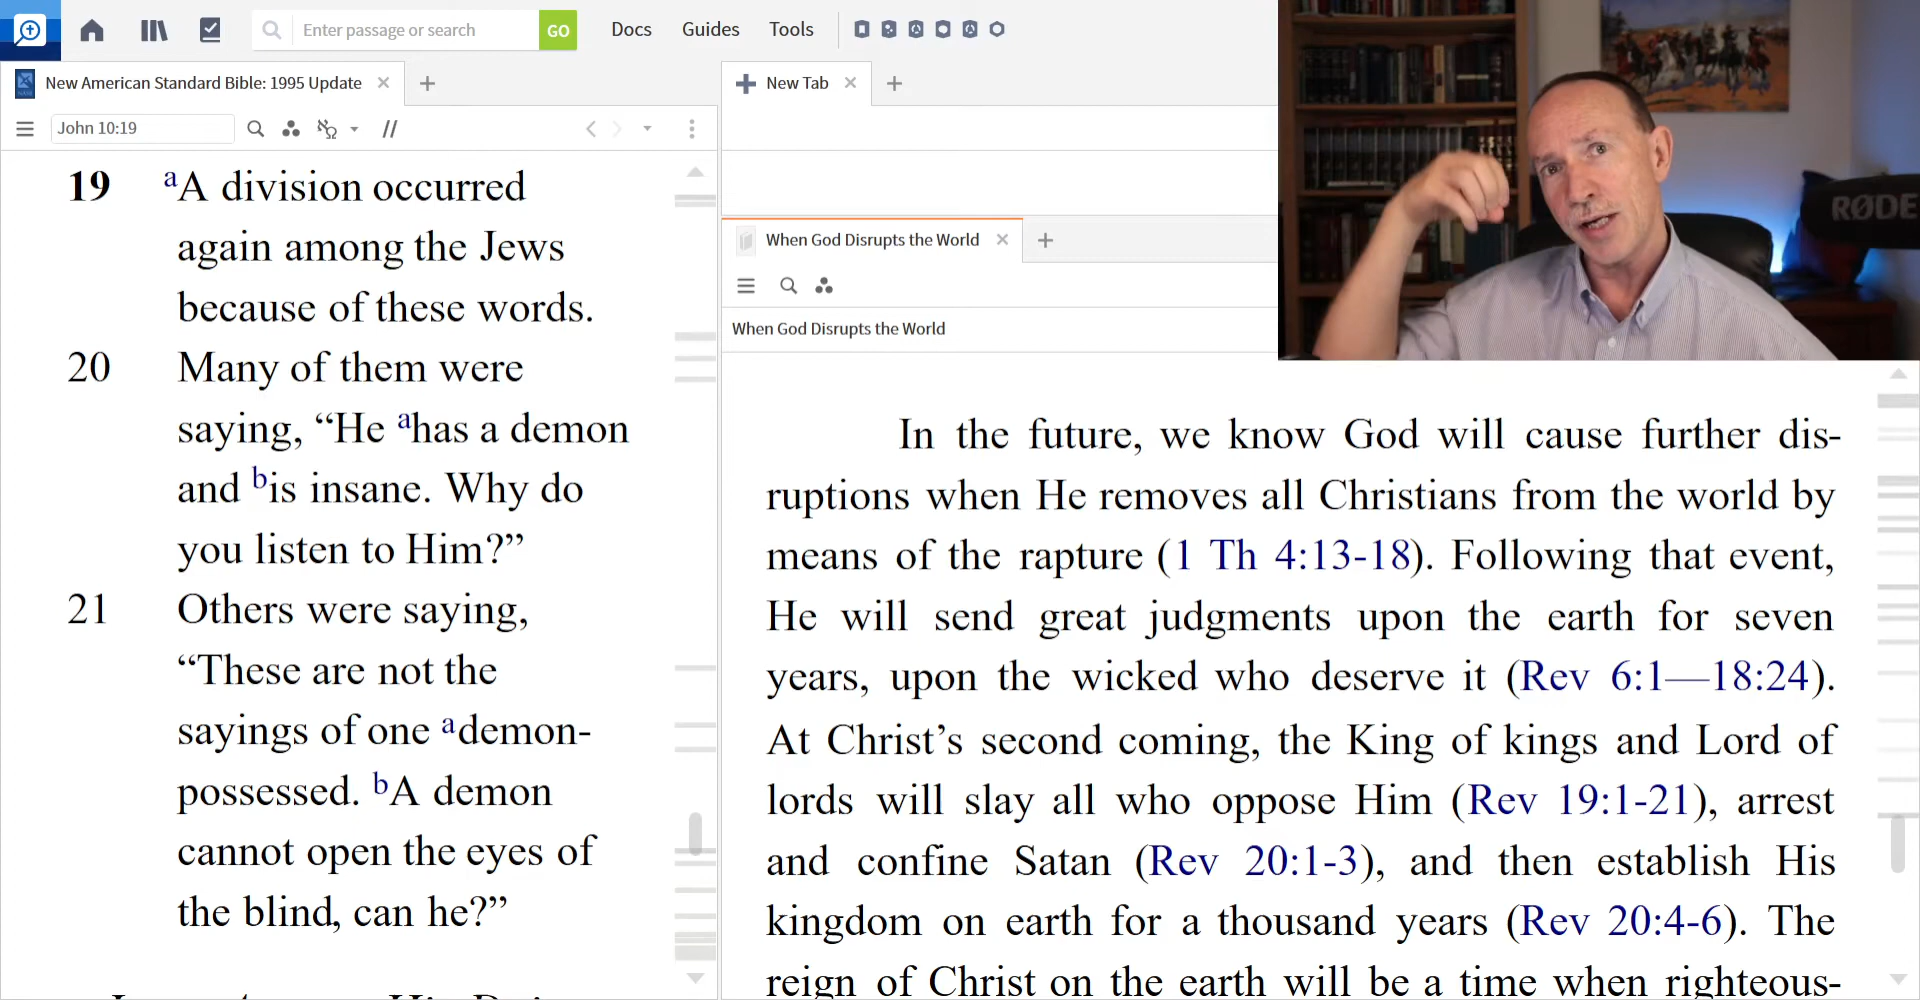 Enter passage or search
GO
Docs
Guides
Tools
New American Standard Bible: 1995 Update
John 10:19
19 aA division occurred
again among the Jews
because of these words.
20 Many of them were
saying, “He ahas a demon
and bis insane. Why do
you listen to Him?”
21 Others were saying,
“These are not the
sayings of one ademon-
possessed. bA demon
cannot open the eyes of
the blind, can he?”
New Tab
When God Disrupts the World
When God Disrupts the World
RØDE
In the future, we know God will cause further dis-
ruptions when He removes all Christians from the world by
means of the rapture (1 Th 4:13-18). Following that event,
He will send great judgments upon the earth for seven
years, upon the wicked who deserve it (Rev 6:1—18:24).
At Christ’s second coming, the King of kings and Lord of
lords will slay all who oppose Him (Rev 19:1-21), arrest
and confine Satan (Rev 20:1-3), and then establish His
kingdom on earth for a thousand years (Rev 20:4-6). The
reign of Christ on the earth will be a time when righteous-